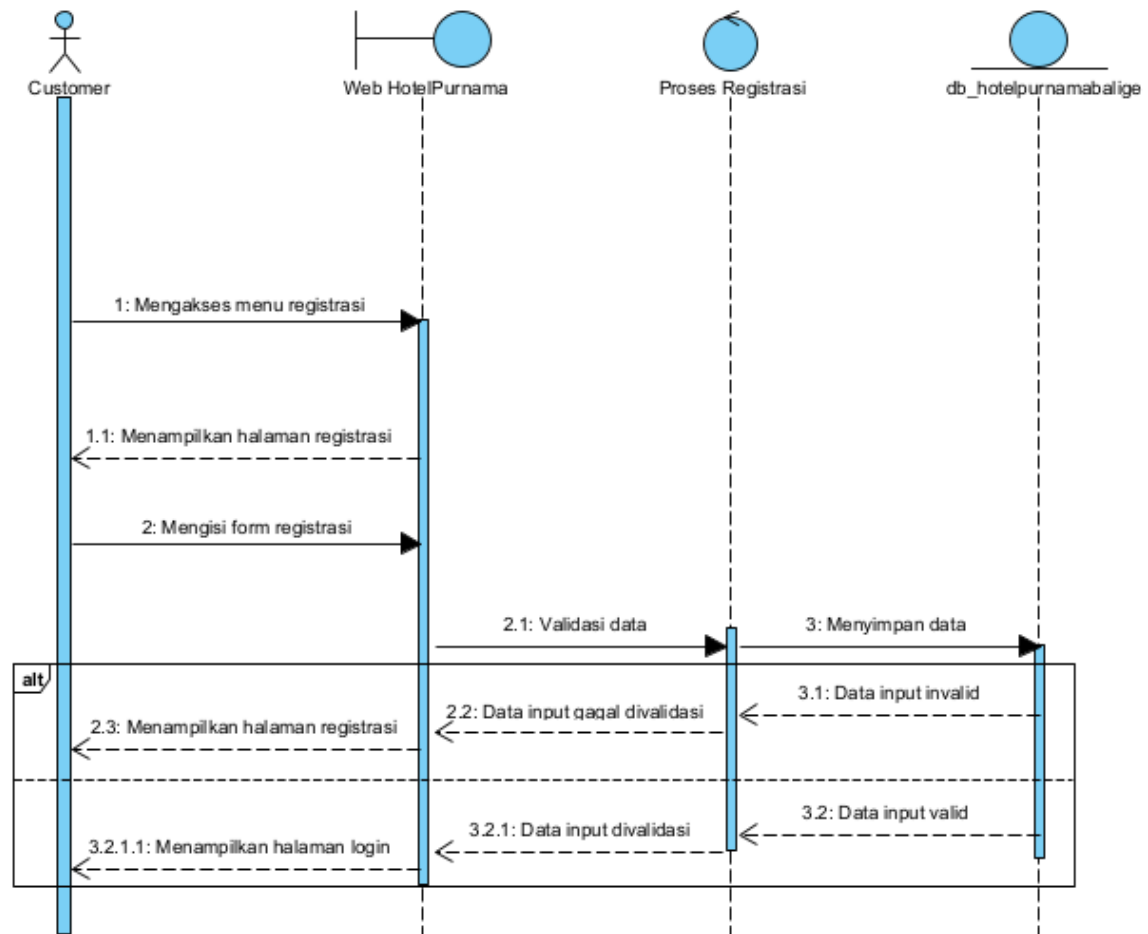 Customer
Web HotelPurnama
Proses Registrasi
db_hotelpurnamabalige
1: Mengakses menu registrasi
1.1: Menampilkan halaman registrasi
2: Mengisi form registrasi
2.1: Validasi data
3: Menyimpan data
alt
3.1: Data input invalid
2.2: Data input gagal divalidasi
2.3: Menampilkan halaman registrasi
3.2: Data input valid
3.2.1: Data input divalidasi
3.2.1.1: Menampilkan halaman login